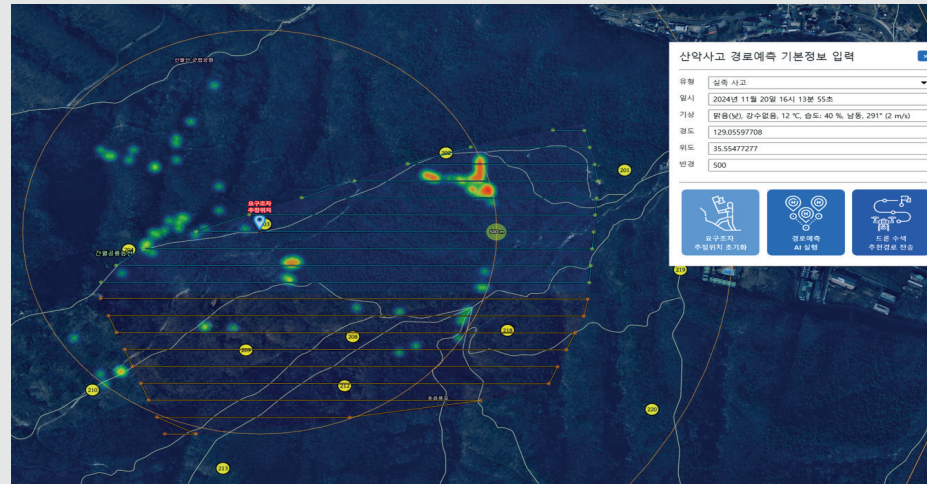 산악사고 경로예측 기본정보 입력
유형
실족 사고
일시
2024년 11월 20일 16시 13분 55초
기상
맑음(낮), 강수없음, 12 ℃, 습도: 40 %, 남동, 291° (2 m/s)
경도
129.05597708
위도
35.55477277
반경
500
요구조자
추정위치 초기화
경로예측
AI 실행
드론 수색
추천경로 전송
요구조자
추정위치
201
500 m
219
218
208
209
212
210
220
213